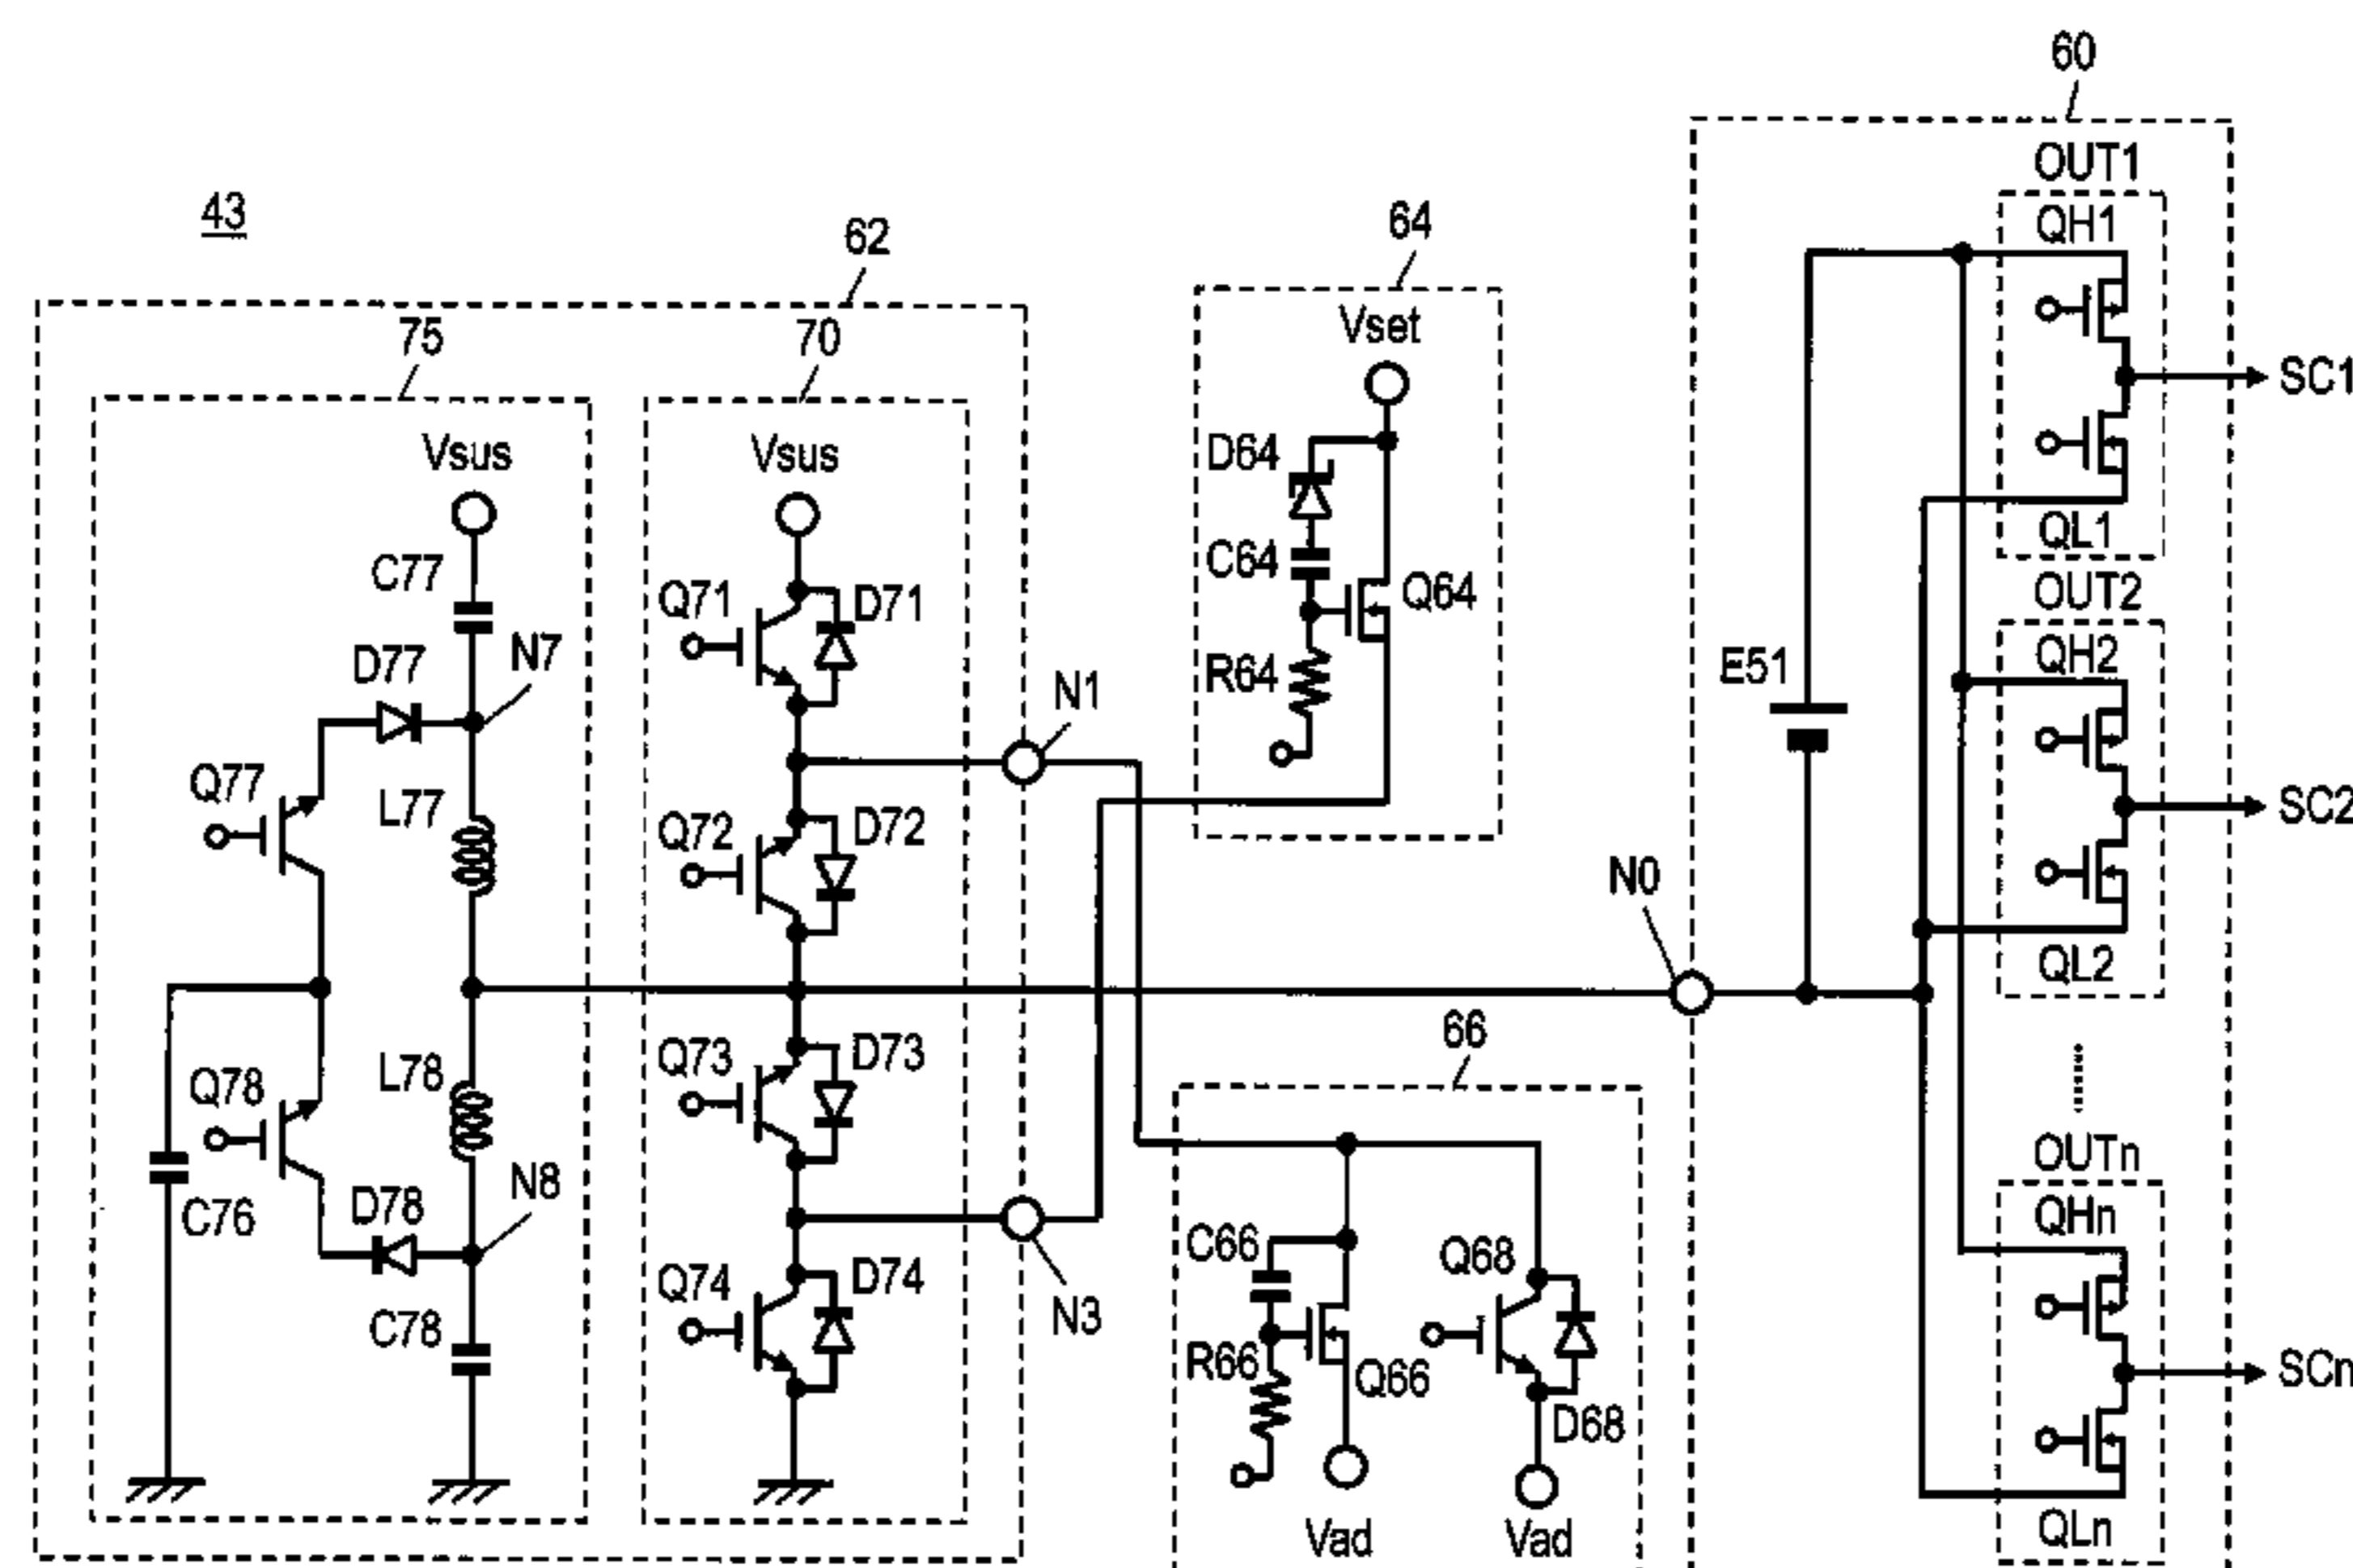 43
62
75
70
64
60
Vsus
C77
D77
N7
Q77
L77
Q78
L78
C76
D78
N8
C78
Vsus
Q71
D71
Q72
D72
Q73
D73
Q74
D74
N1
N3
Vset
D64
C64
Q64
R64
N0
66
C66
R66
Q66
Q68
D68
Vad
Vad
E51
OUT1
QH1
SC1
QL1
OUT2
QH2
SC2
QL2
OUTn
QHn
SCn
QLn